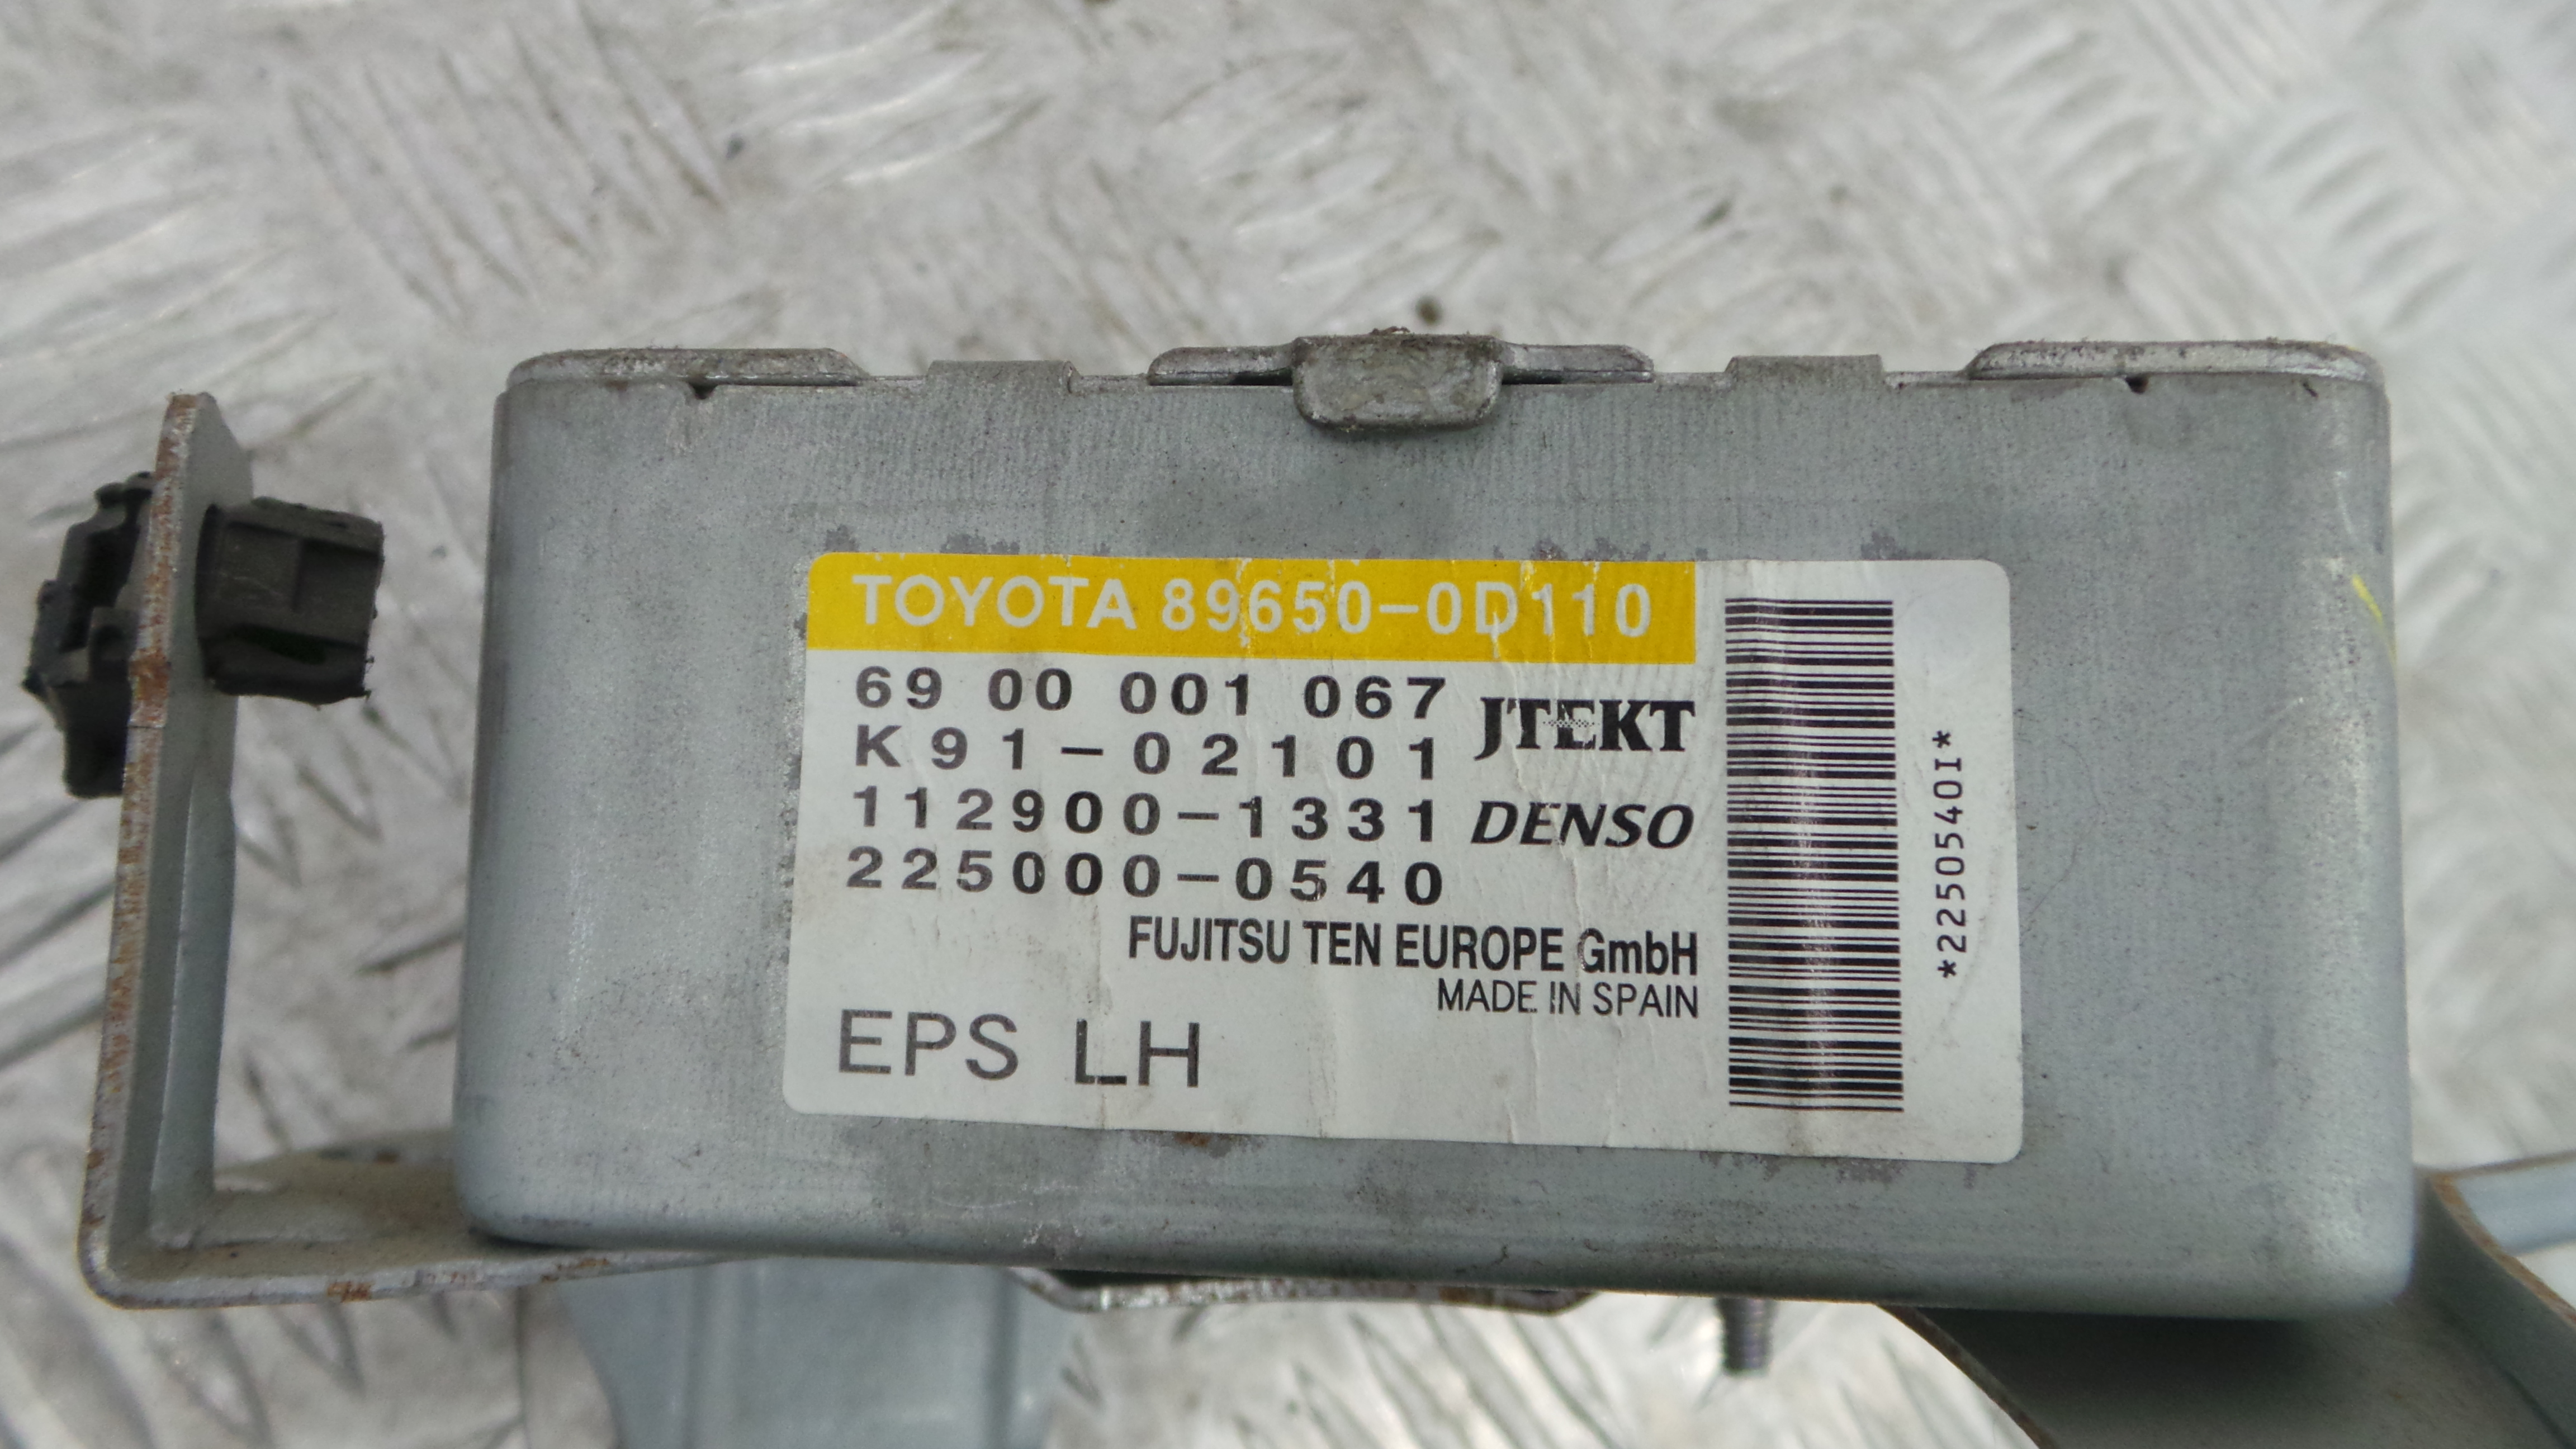 TOYOTA 89650-0D110
69 00 001 067
K91-02101 JTEKT
112900-1331 DENSO
225000-0540
FUJITSU TEN EUROPE GmbH
MADE IN SPAIN
EPS LH
*2250540I*